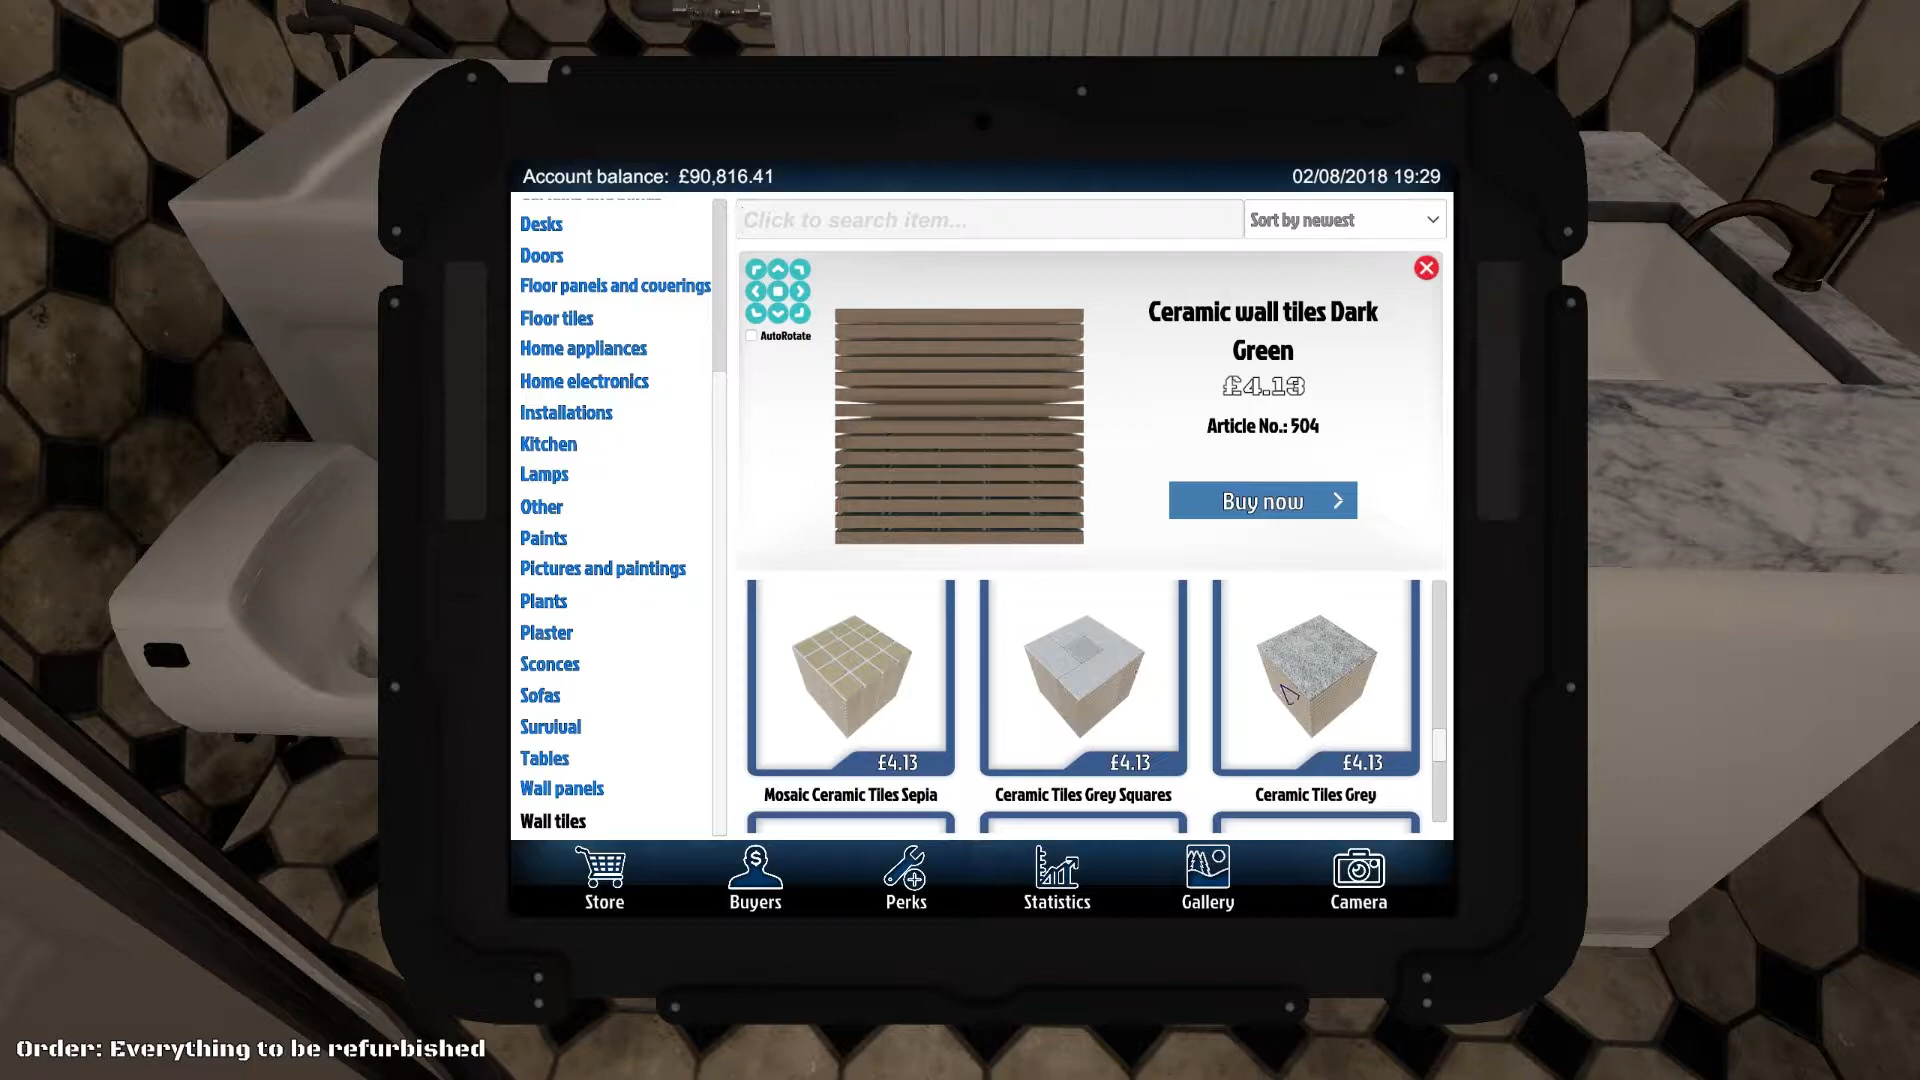 Account balance: £90,816.41
02/08/2018 19:29
Desks
Doors
Floor panels and coverings
Floor tiles
Home appliances
Home electronics
Installations
Kitchen
Lamps
Other
Paints
Pictures and paintings
Plants
Plaster
Sconces
Sofas
Survival
Tables
Wall panels
Wall tiles
Click to search item...
Sort by newest
AutoRotate
Ceramic wall tiles Dark
Green
£4.13
Article No.: 504
Buy now
£4.13
£4.13
£4.13
Mosaic Ceramic Tiles Sepia
Ceramic Tiles Grey Squares
Ceramic Tiles Grey
Store
Buyers
Perks
Statistics
Gallery
Camera
Order: Everything to be refurbished